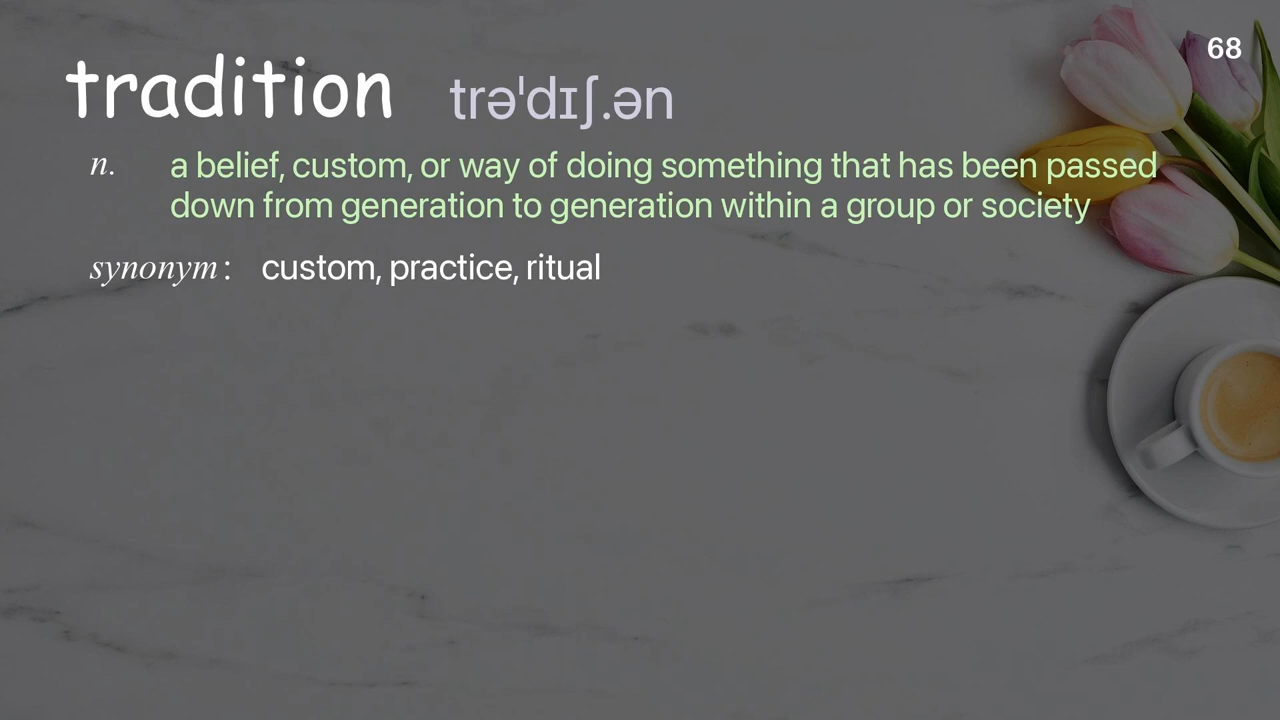 68
tradition trəˈdɪʃ.ən
n. a belief, custom, or way of doing something that has been passed
down from generation to generation within a group or society
synonym: custom, practice, ritual